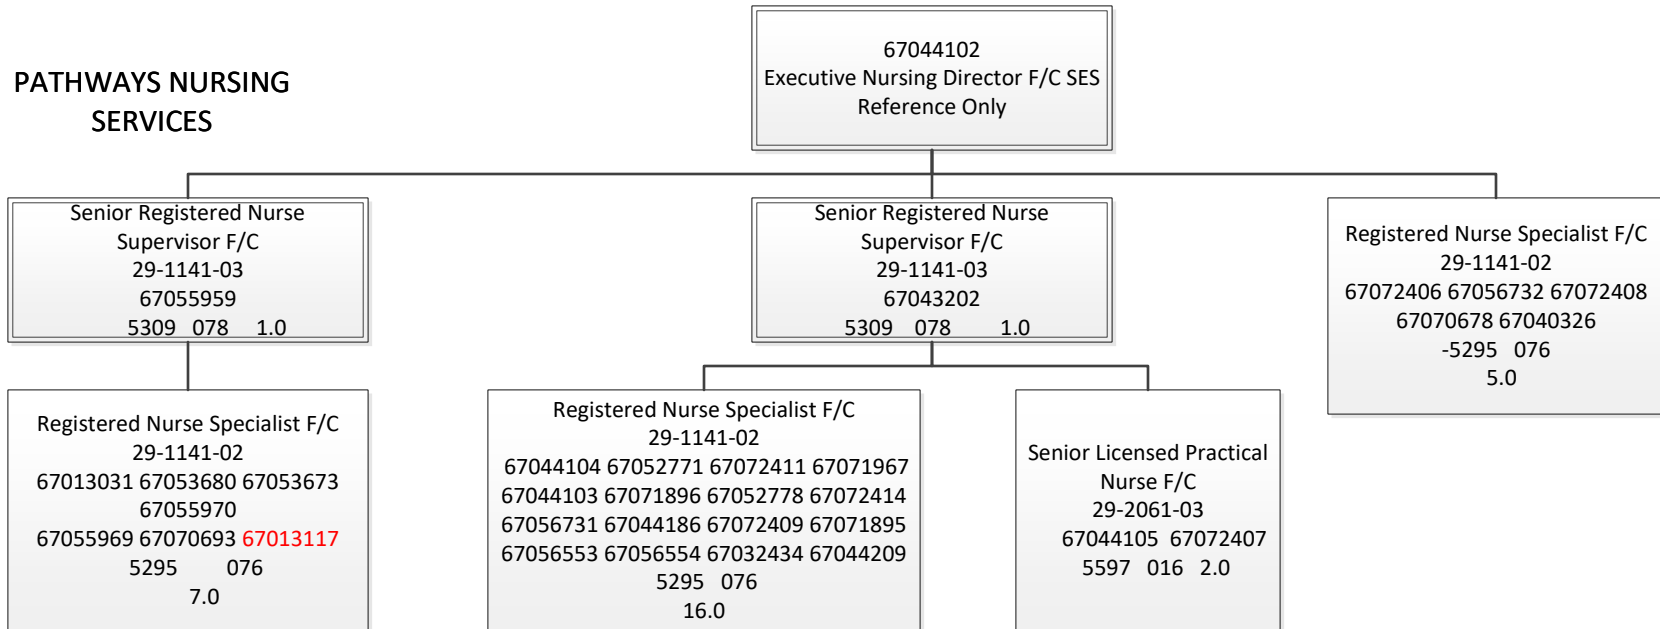 PATHWAYS NURSING
SERVICES
67044102
Executive Nursing Director F/C SES
Reference Only
Senior Registered Nurse
Supervisor F/C
29-1141-03
67055959
5309 078 1.0
Senior Registered Nurse
Supervisor F/C
29-1141-03
67043202
5309 078 1.0
Registered Nurse Specialist F/C
29-1141-02
67072406 67056732 67072408
67070678 67040326
-5295 076
5.0
Registered Nurse Specialist F/C
29-1141-02
67013031 67053680 67053673
67055970
67055969 67070693 67013117
5295 076
7.0
Registered Nurse Specialist F/C
29-1141-02
67044104 67052771 67072411 67071967
67044103 67071896 67052778 67072414
67056731 67044186 67072409 67071895
67056553 67056554 67032434 67044209
5295 076
16.0
Senior Licensed Practical
Nurse F/C
29-2061-03
67044105 67072407
5597 016 2.0